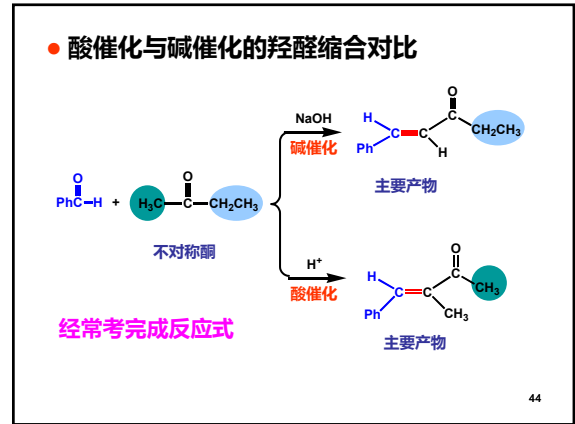 • 酸催化与碱催化的羟醛缩合对比
O
PhC–H + H₃C–C–CH₂CH₃
O
不对称酮
NaOH
碱催化
H
Ph
C=C
H
O
C
CH₂CH₃
主要产物
H⁺
酸催化
H
Ph
C=C
CH₃
O
C
CH₃
主要产物
经常考完成反应式
44